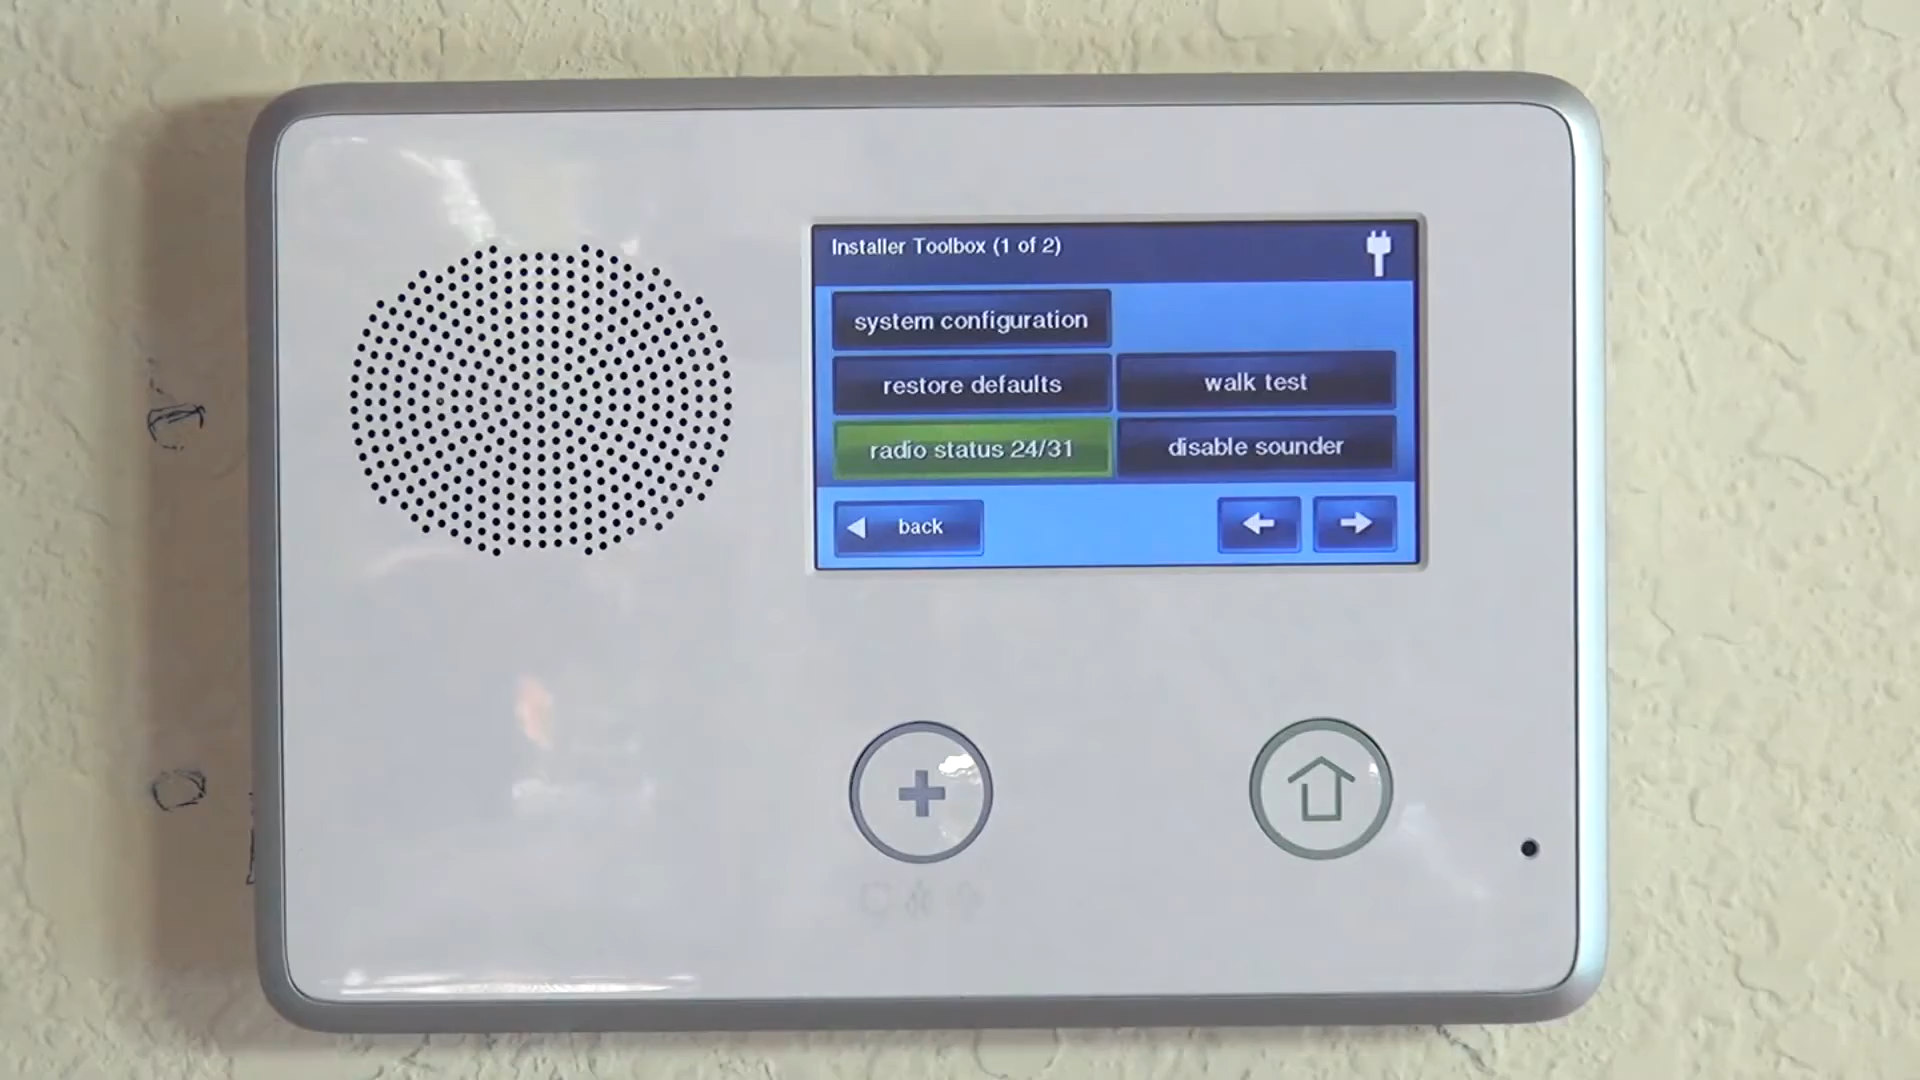 Installer Toolbox (1 of 2)
system configuration
restore defaults
walk test
radio status 24/31
disable sounder
back